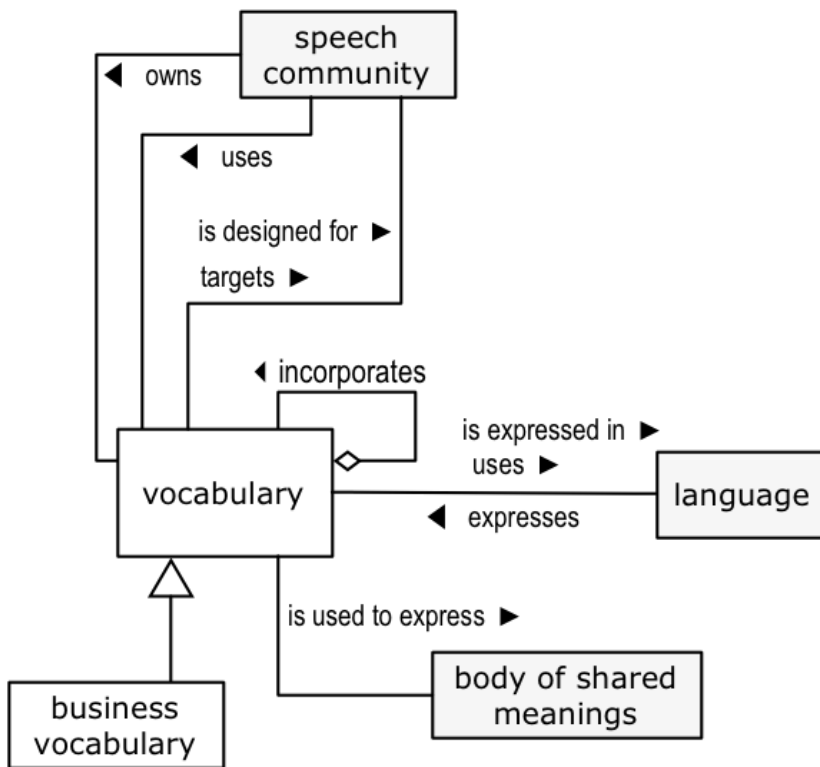 speech
community
◀ owns
◀ uses
is designed for ▶
targets ▶
◀ incorporates
is expressed in ▶
uses ▶
vocabulary
language
◀ expresses
is used to express ▶
body of shared
meanings
business
vocabulary